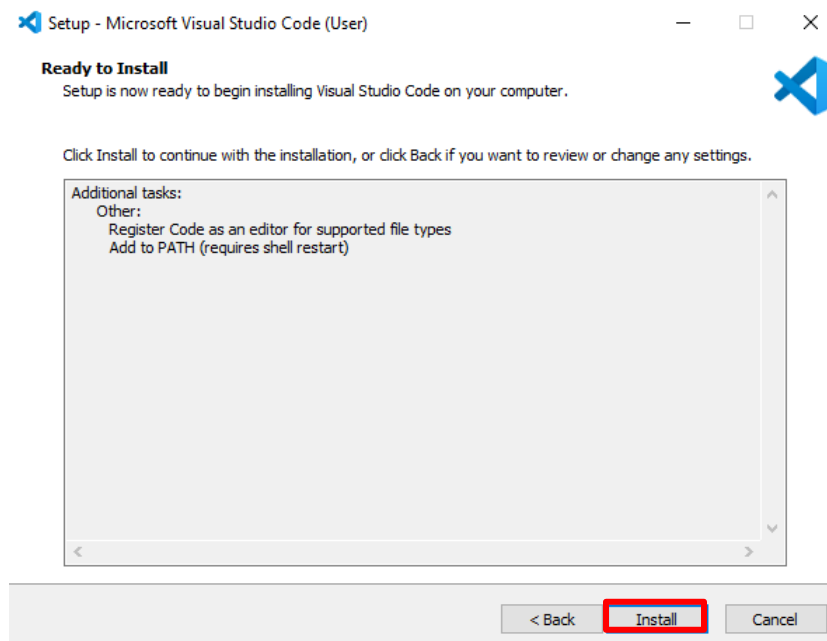 Setup - Microsoft Visual Studio Code (User)
Ready to Install
Setup is now ready to begin installing Visual Studio Code on your computer.
Click Install to continue with the installation, or click Back if you want to review or change any settings.
Additional tasks:
Other:
Register Code as an editor for supported file types
Add to PATH (requires shell restart)
< Back
Install
Cancel